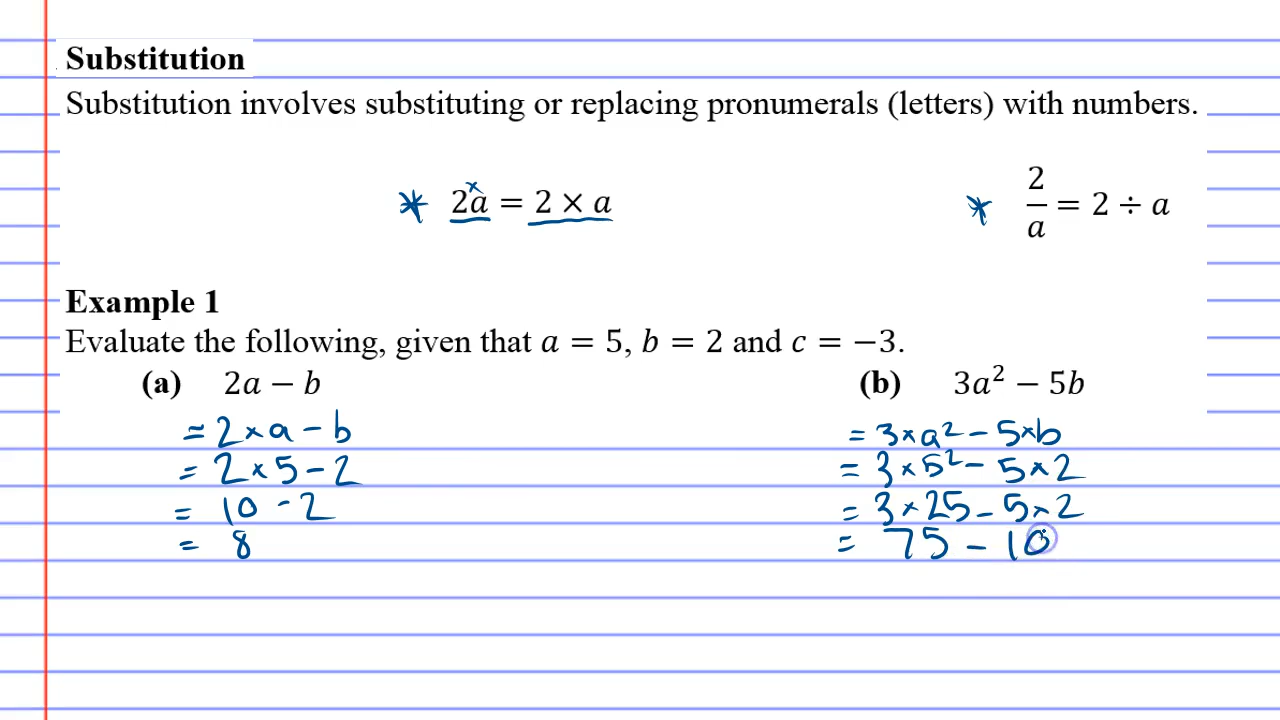 Substitution
Substitution involves substituting or replacing pronumerals (letters) with numbers.
* 2a = 2 × a
×
* 2/a = 2 ÷ a
Example 1
Evaluate the following, given that a = 5, b = 2 and c = −3.
(a) 2a − b
= 2 × a − b
= 2 × 5 − 2
= 10 − 2
= 8
(b) 3a² − 5b
= 3 × a² − 5 × b
= 3 × 5² − 5 × 2
= 3 × 25 − 5 × 2
= 75 − 10